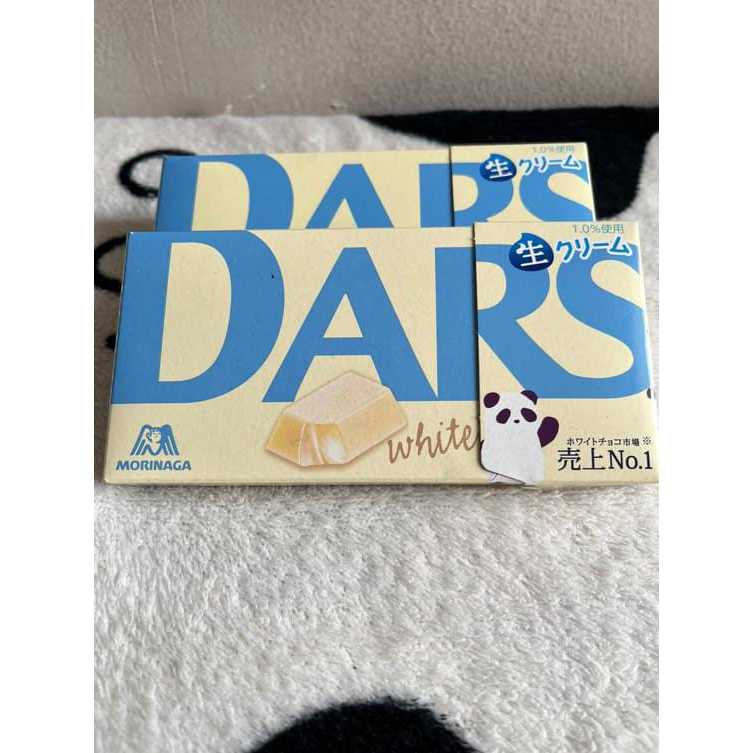 DARS
1.0%使用
生クリーム
DARS
1.0%使用
生クリーム
white
MORINAGA
ホワイトチョコ市場※
売上No.1